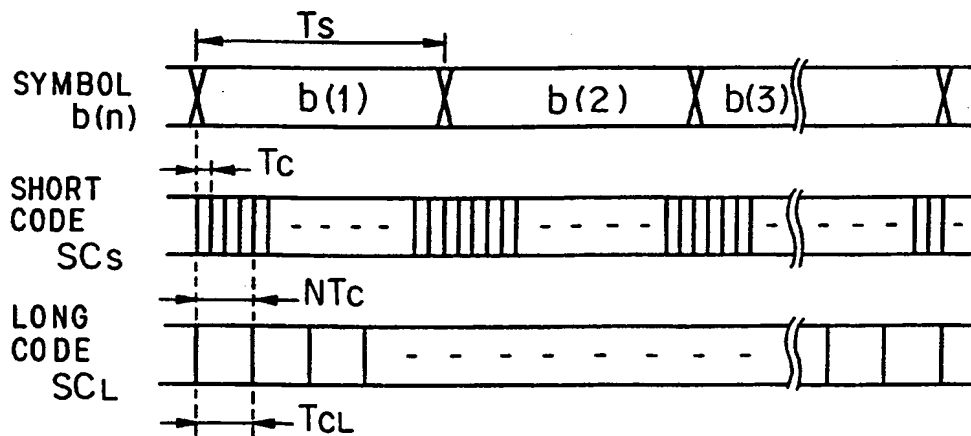 Ts
SYMBOL
b(n)
b(1) b(2) b(3)
Tc
SHORT
CODE
SCs
NTc
LONG
CODE
SCL
TCL